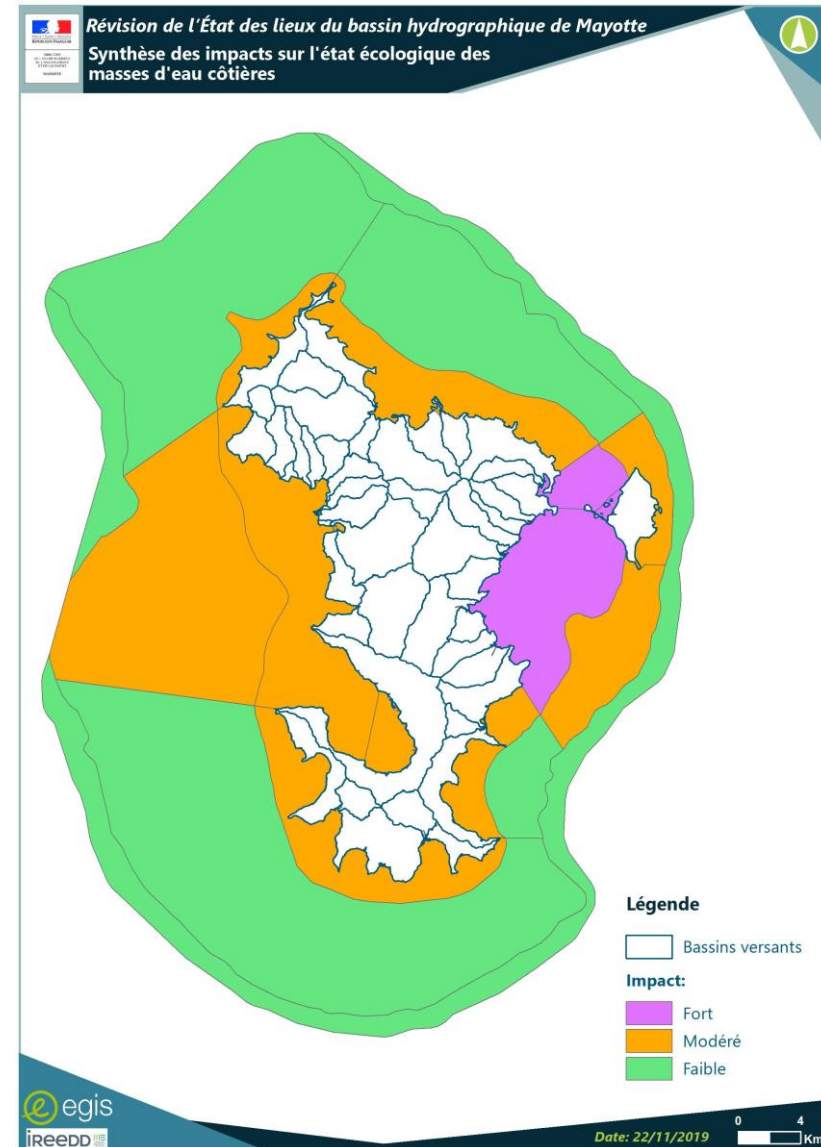 Révision de l'État des lieux du bassin hydrographique de Mayotte
Synthèse des impacts sur l'état écologique des
masses d'eau côtières
Légende
Bassins versants
Impact:
Fort
Modéré
Faible
egis
iReeDD
Date: 22/11/2019
0 4
Km